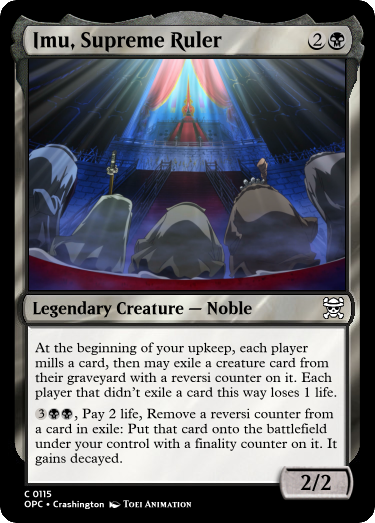 Imu, Supreme Ruler 2
Legendary Creature — Noble
At the beginning of your upkeep, each player
mills a card, then may exile a creature card from
their graveyard with a reversi counter on it. Each
player that didn't exile a card this way loses 1 life.
3, Pay 2 life, Remove a reversi counter from
a card in exile: Put that card onto the battlefield
under your control with a finality counter on it. It
gains decayed.
2/2
C 0115
OPC • Crashington TOEI ANIMATION